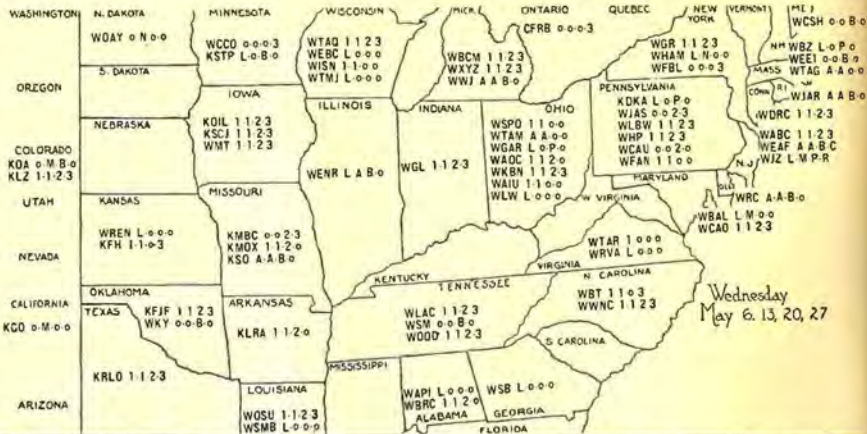 WASHINGTON
OREGON
COLORADO
KOA o·M·B·o
KLZ 1·1·2·3
UTAH
NEVADA
CALIFORNIA
KGO o·M·o·o
ARIZONA
N. DAKOTA
WOAY o N o·o
S. DAKOTA
NEBRASKA
KANSAS
WREN L·o·o·o
KFH 1·1·o·3
OKLAHOMA
KFJF 1 1 2 3
WKY o·o·B·o
TEXAS
KRLO 1·1·2·3
MINNESOTA
WCCO o·o·o·3
KSTP L·o·B·o
IOWA
KOIL 1 1·2 3
KSCJ 1 1·2·3
WMT 1 1·2·3
MISSOURI
KMBC o·o·2·3
KMOX 1·1·2·o
KSO A·A·B·o
ARKANSAS
KLRA 1·1·2·o
LOUISIANA
WOSU 1·1·2 3
WSMB L·o·o·o
WISCONSIN
WTAQ 1 1 2 3
WEBC L·o·o·o
WISN 1 1·o·o
WTMJ L·o·o·o
ILLINOIS
WENR L A B·o
MICH
WBCM 1 1·2·3
WXYZ 1 1 2 3
WWJ A A B·o
INDIANA
WGL 1 1·2 3
ONTARIO
CFRB o·o·o·3
OHIO
WSPO 1 1 o·o
WTAM A A·o·o
WGAR L·o·P·o
WAOC 1 1 2·o
WKBN 1 1 2·3
WAIU 1 1·o·o
WLW L·o·o·o
QUEBEC
NEW
YORK
WGR 1 1·2·3
WHAM L N·o·o
WFBL o·o·o·3
PENNSYLVANIA
KDKA L·o·P·o
WJAS o·o·2·3
WLBW 1 1 2 3
WHP 1 1 2 3
WCAU o·o·2·o
WFAN 1 1·o·o
VERMONT
WCSH o·o·B·o
NH
WBZ L·o·P·o
WEEI o·o·B·o
MASS
WTAG A·A·o·o
CONN
R I
WJAR A A B·o
WDRC 1 1·2·3
WABC 1 1·2·3
WEAF A A·B·C
WJZ L M P·R
N.J
MARYLAND
WRC A·A·B·o
WBAL L·M·o·o
WCAO 1 1 2·3
W VIRGINIA
WTAR 1 o·o·o
WRVA L o·o·o
VIRGINIA
KENTUCKY
TENNESSEE
WLAC 1 1·2·3
WSM o·o·B·o
WOOD 1 1·2·3
N. CAROLINA
WBT 1 1 o 3
WWNC 1 1 2 3
S CAROLINA
MISSISSIPPI
WAPI L o·o·o
WBRC 1 1 2 o
ALABAMA
WSB L·o·o·o
GEORGIA
FLORIDA
Wednesday
May 6. 13, 20, 27